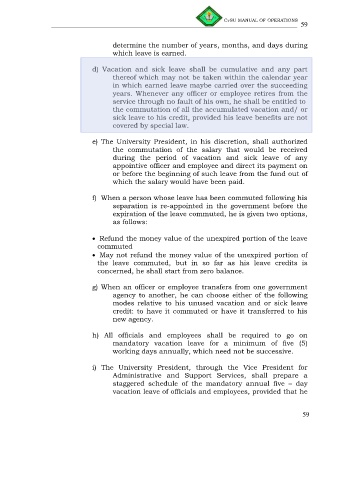 CvSU MANUAL OF OPERATIONS
59
determine the number of years, months, and days during
which leave is earned.
d) Vacation and sick leave shall be cumulative and any part
thereof which may not be taken within the calendar year
in which earned leave maybe carried over the succeeding
years. Whenever any officer or employee retires from the
service through no fault of his own, he shall be entitled to
the commutation of all the accumulated vacation and/ or
sick leave to his credit, provided his leave benefits are not
covered by special law.
e) The University President, in his discretion, shall authorized
the commutation of the salary that would be received
during the period of vacation and sick leave of any
appointive officer and employee and direct its payment on
or before the beginning of such leave from the fund out of
which the salary would have been paid.
f) When a person whose leave has been commuted following his
separation is re-appointed in the government before the
expiration of the leave commuted, he is given two options,
as follows:
• Refund the money value of the unexpired portion of the leave
commuted
• May not refund the money value of the unexpired portion of
the leave commuted, but in so far as his leave credits is
concerned, he shall start from zero balance.
g) When an officer or employee transfers from one government
agency to another, he can choose either of the following
modes relative to his unused vacation and or sick leave
credit: to have it commuted or have it transferred to his
new agency.
h) All officials and employees shall be required to go on
mandatory vacation leave for a minimum of five (5)
working days annually, which need not be successive.
i) The University President, through the Vice President for
Administrative and Support Services, shall prepare a
staggered schedule of the mandatory annual five – day
vacation leave of officials and employees, provided that he
59